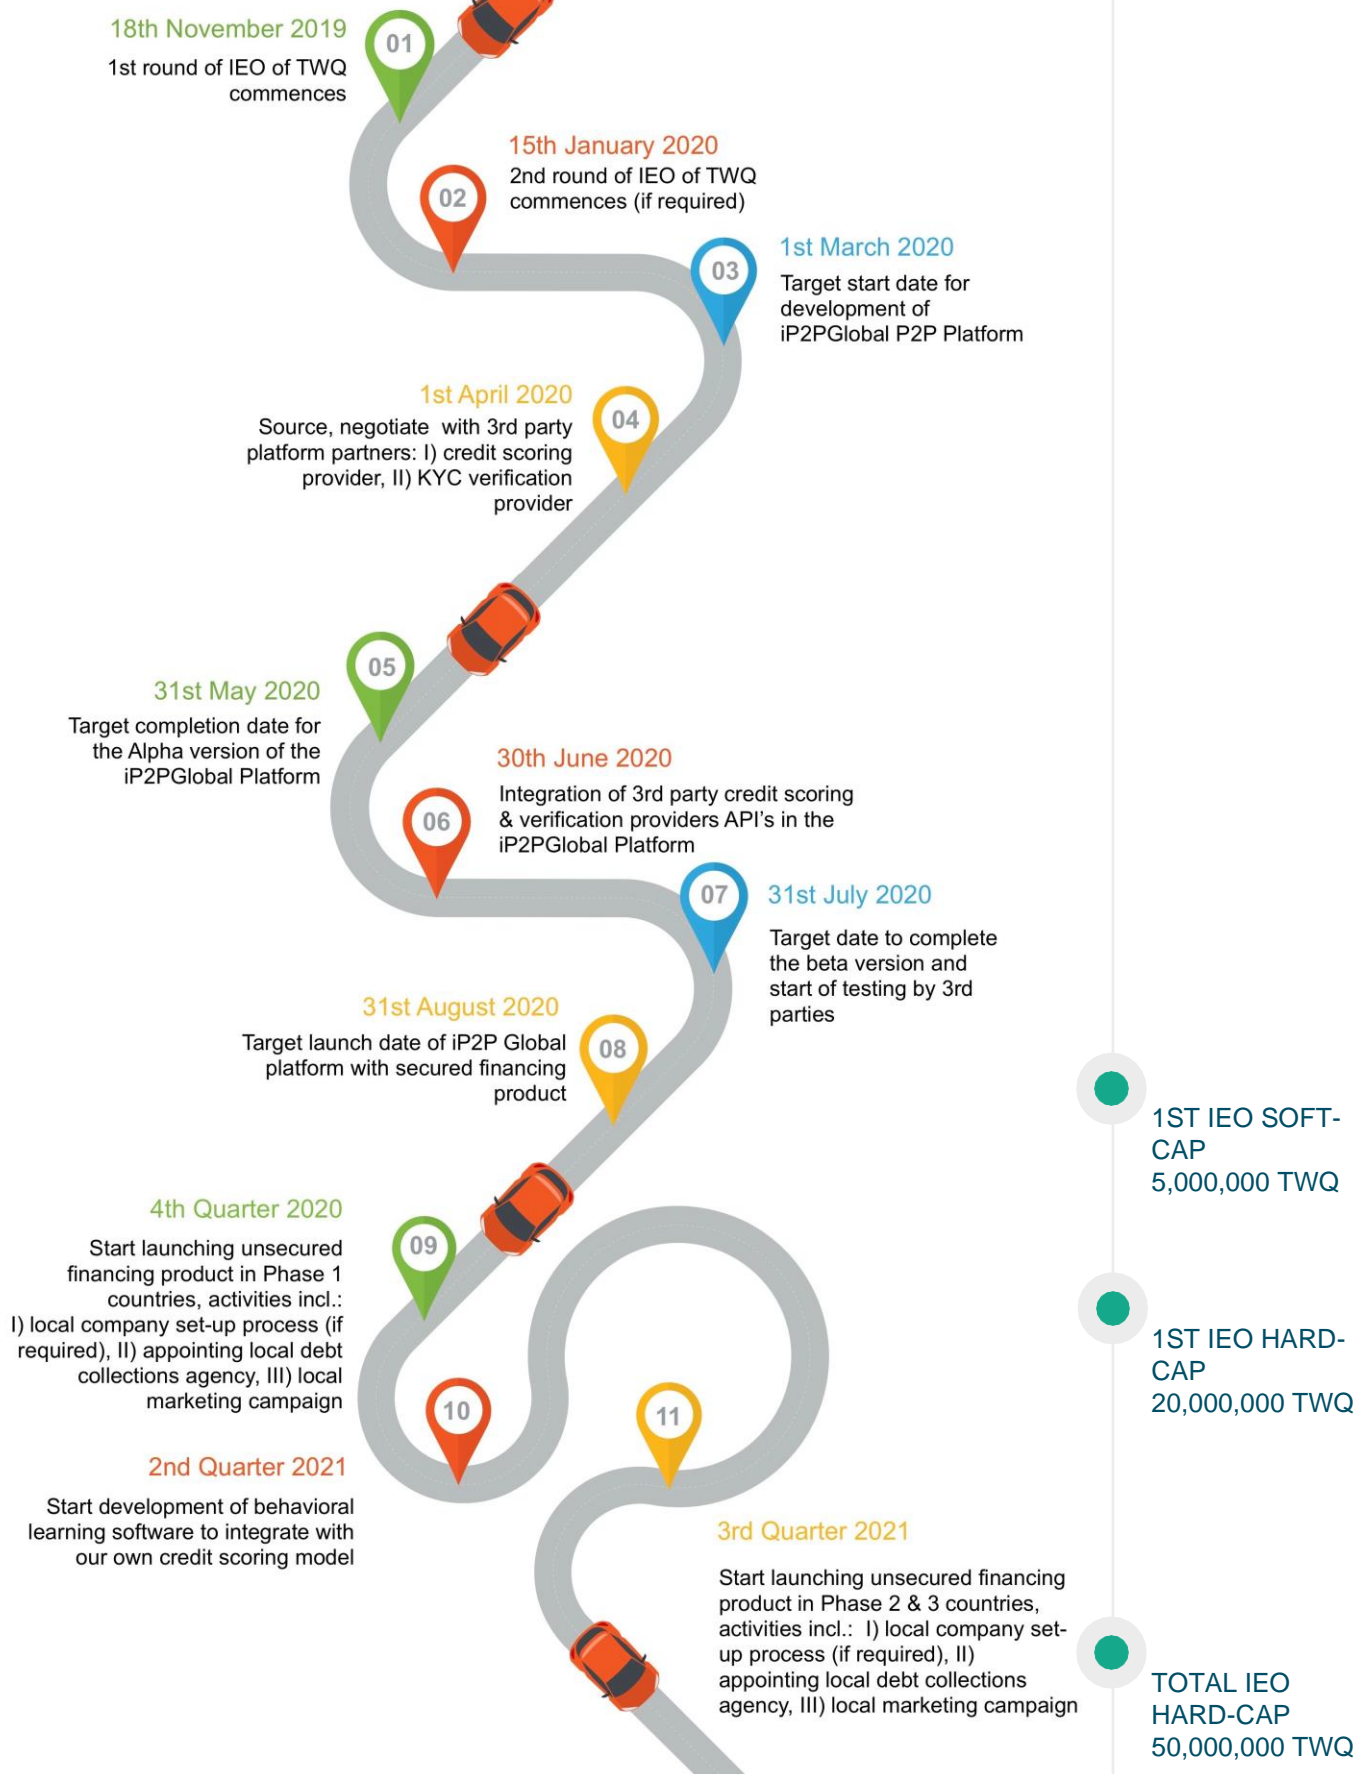 18th November 2019
01
1st round of IEO of TWQ
commences
15th January 2020
02
2nd round of IEO of TWQ
commences (if required)
1st March 2020
03
Target start date for
development of
iP2PGlobal P2P Platform
1st April 2020
04
Source, negotiate with 3rd party
platform partners: I) credit scoring
provider, II) KYC verification
provider
05
31st May 2020
Target completion date for
the Alpha version of the
iP2PGlobal Platform
30th June 2020
06
Integration of 3rd party credit scoring
& verification providers API's in the
iP2PGlobal Platform
07
31st July 2020
Target date to complete
the beta version and
start of testing by 3rd
parties
31st August 2020
08
Target launch date of iP2P Global
platform with secured financing
product
4th Quarter 2020
09
Start launching unsecured
financing product in Phase 1
countries, activities incl.:
I) local company set-up process (if
required), II) appointing local debt
collections agency, III) local
marketing campaign
10
2nd Quarter 2021
Start development of behavioral
learning software to integrate with
our own credit scoring model
11
3rd Quarter 2021
Start launching unsecured financing
product in Phase 2 & 3 countries,
activities incl.: I) local company set-
up process (if required), II)
appointing local debt collections
agency, III) local marketing campaign
1ST IEO SOFT-
CAP
5,000,000 TWQ
1ST IEO HARD-
CAP
20,000,000 TWQ
TOTAL IEO
HARD-CAP
50,000,000 TWQ